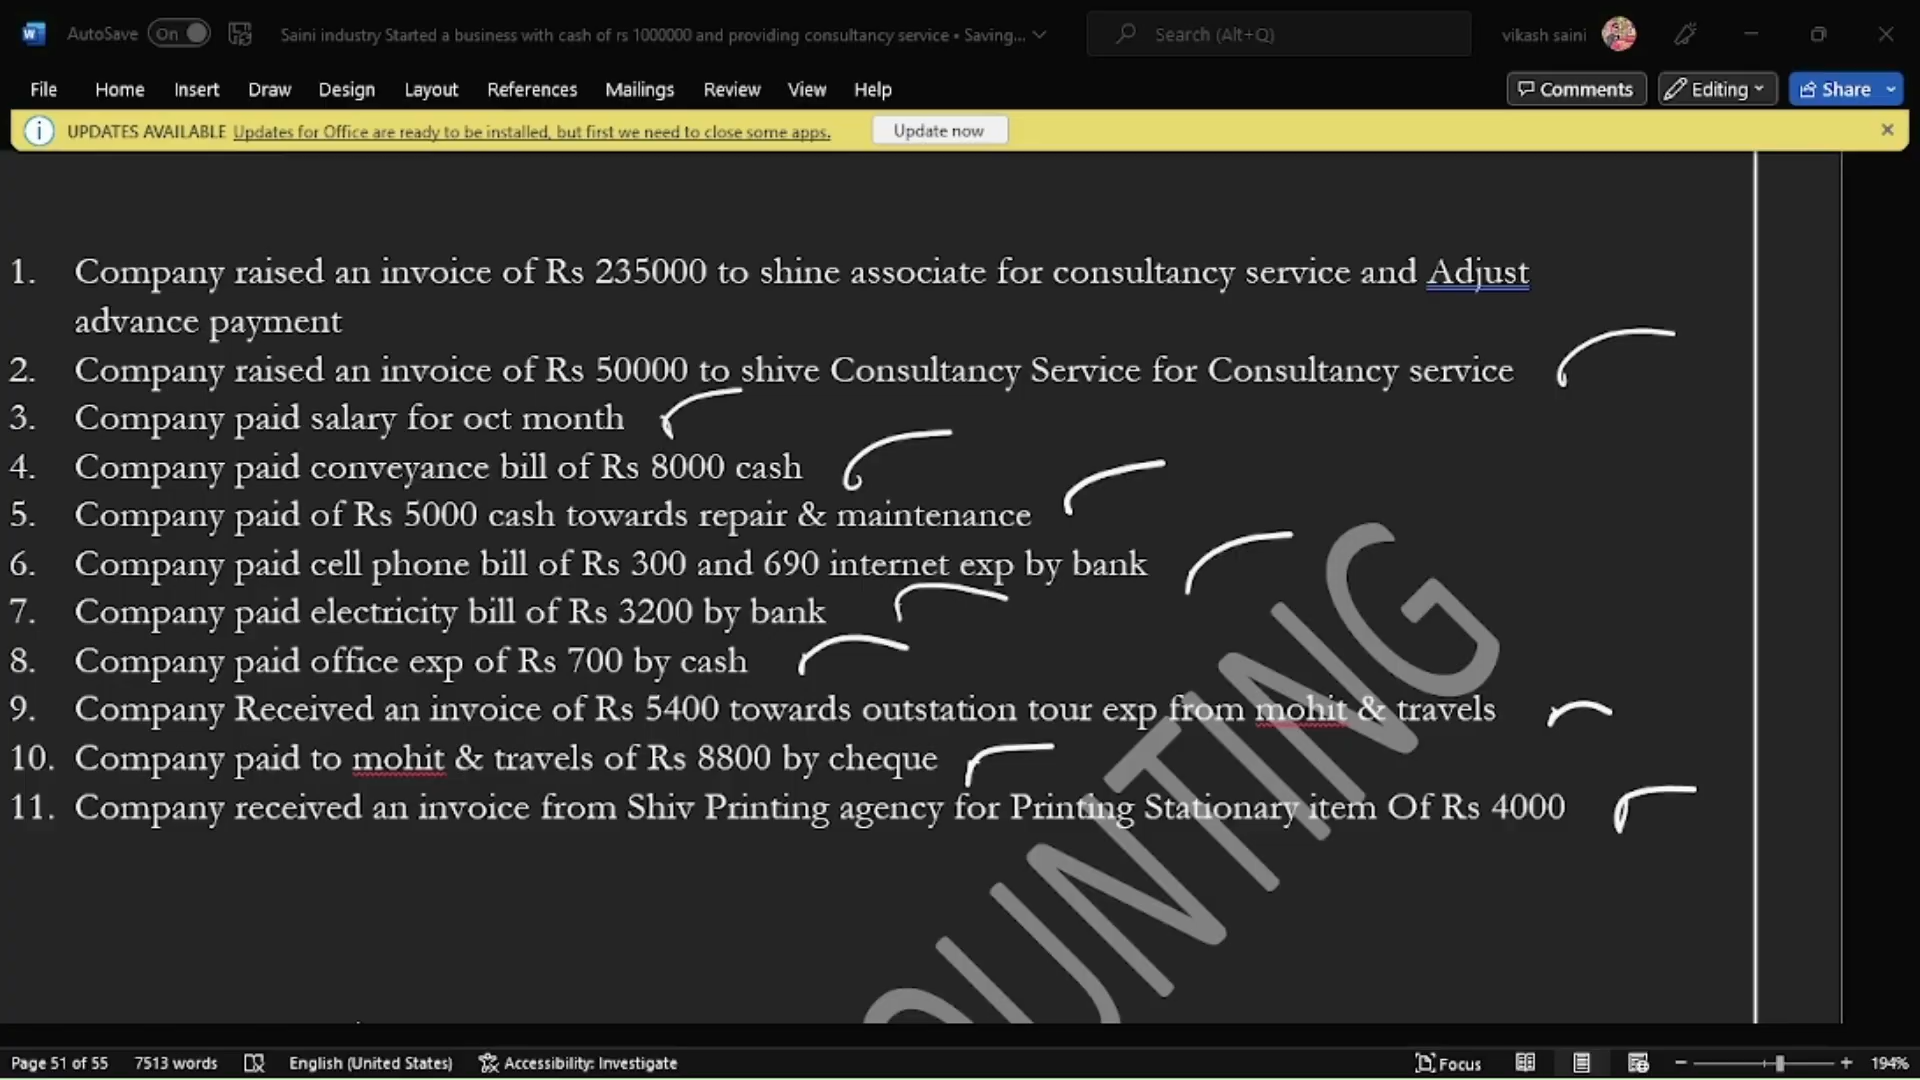 AutoSave On Saini industry Started a business with cash of rs 1000000 and providing consultancy service • Saving... Search (Alt+Q) vikash saini
File Home Insert Draw Design Layout References Mailings Review View Help Comments Editing Share
UPDATES AVAILABLE Updates for Office are ready to be installed, but first we need to close some apps. Update now
1. Company raised an invoice of Rs 235000 to shine associate for consultancy service and Adjust
advance payment
2. Company raised an invoice of Rs 50000 to shive Consultancy Service for Consultancy service
3. Company paid salary for oct month
4. Company paid conveyance bill of Rs 8000 cash
5. Company paid of Rs 5000 cash towards repair & maintenance
6. Company paid cell phone bill of Rs 300 and 690 internet exp by bank
7. Company paid electricity bill of Rs 3200 by bank
8. Company paid office exp of Rs 700 by cash
9. Company Received an invoice of Rs 5400 towards outstation tour exp from mohit & travels
10. Company paid to mohit & travels of Rs 8800 by cheque
11. Company received an invoice from Shiv Printing agency for Printing Stationary item Of Rs 4000
OUNTING
Page 51 of 55 7513 words English (United States) Accessibility: Investigate Focus 194%